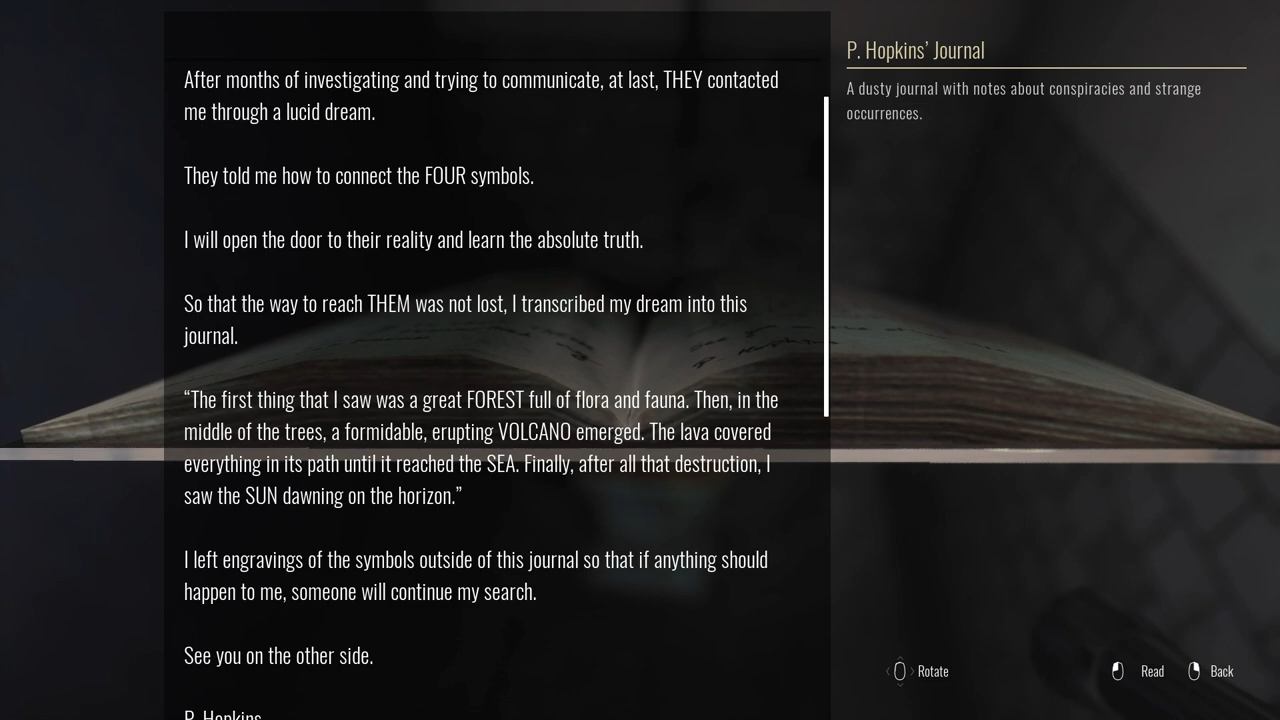 After months of investigating and trying to communicate, at last, THEY contacted
me through a lucid dream.
They told me how to connect the FOUR symbols.
I will open the door to their reality and learn the absolute truth.
So that the way to reach THEM was not lost, I transcribed my dream into this
journal.
“The first thing that I saw was a great FOREST full of flora and fauna. Then, in the
middle of the trees, a formidable, erupting VOLCANO emerged. The lava covered
everything in its path until it reached the SEA. Finally, after all that destruction, I
saw the SUN dawning on the horizon.”
I left engravings of the symbols outside of this journal so that if anything should
happen to me, someone will continue my search.
See you on the other side.
P. Hopkins
P. Hopkins’ Journal
A dusty journal with notes about conspiracies and strange
occurrences.
Rotate
Read
Back